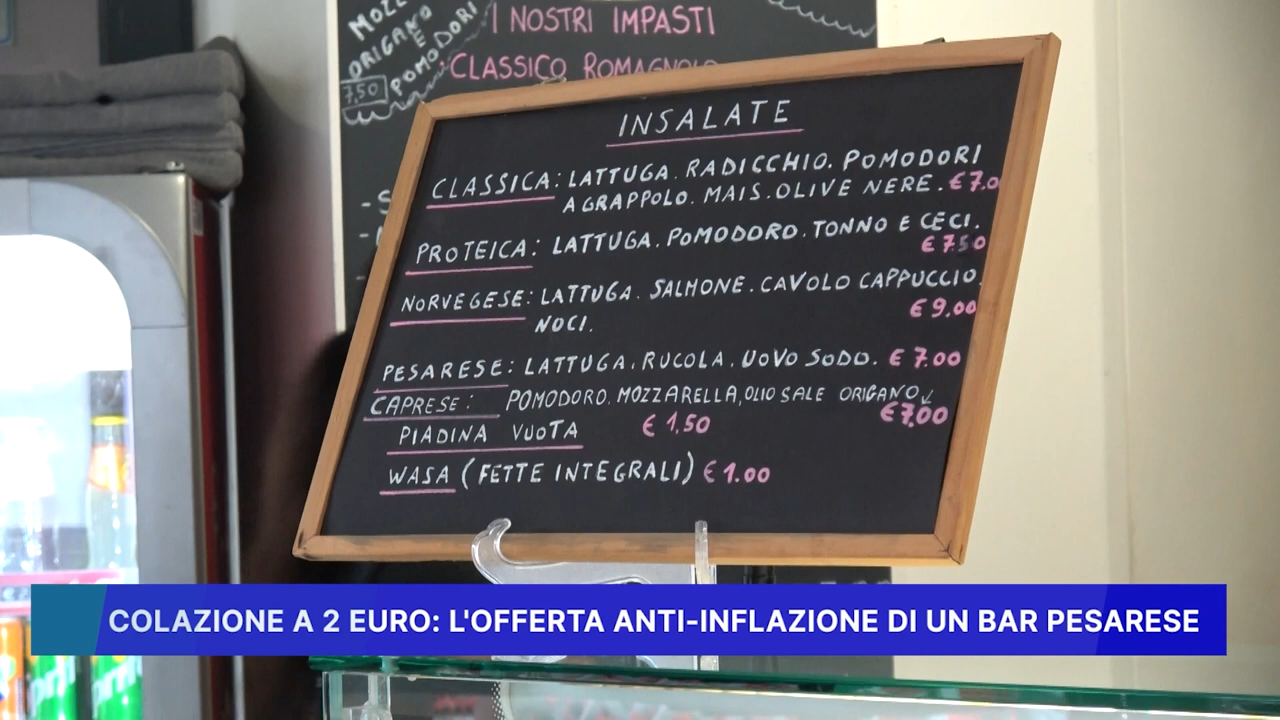 MOZZ
ORIGANO
E
POMODORI
7,50
I NOSTRI IMPASTI
CLASSICO ROMAGNOLO
INSALATE
CLASSICA: LATTUGA. RADICCHIO. POMODORI
A GRAPPOLO. MAIS. OLIVE NERE. € 7.0
PROTEICA: LATTUGA. POMODORO. TONNO E CECI.
€ 7.50
NORVEGESE: LATTUGA. SALMONE. CAVOLO CAPPUCCIO.
€ 9.00
NOCI.
PESARESE: LATTUGA. RUCOLA. UOVO SODO. € 7.00
CAPRESE: POMODORO. MOZZARELLA, OLIO SALE ORIGANO
€ 7.00
PIADINA VUOTA € 1,50
WASA (FETTE INTEGRALI) € 1.00
COLAZIONE A 2 EURO: L'OFFERTA ANTI-INFLAZIONE DI UN BAR PESARESE